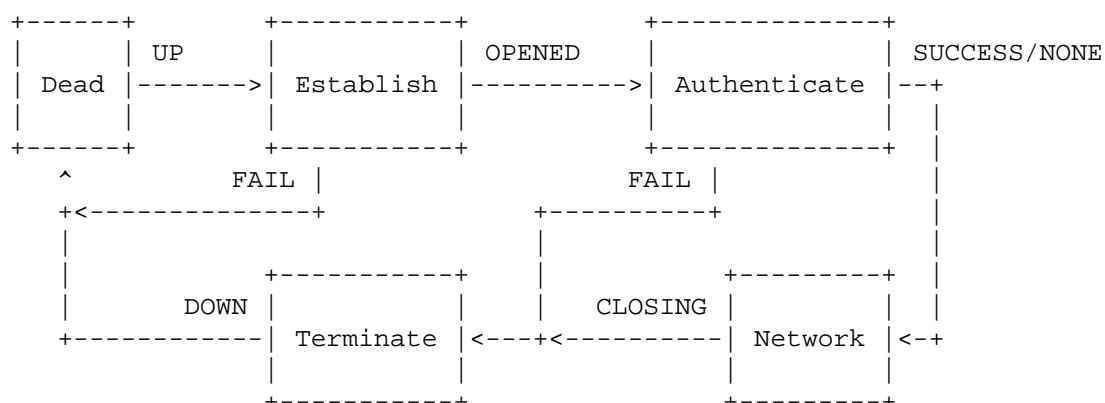 UP OPENED SUCCESS/NONE
Dead Establish Authenticate
FAIL FAIL
DOWN CLOSING
Terminate Network